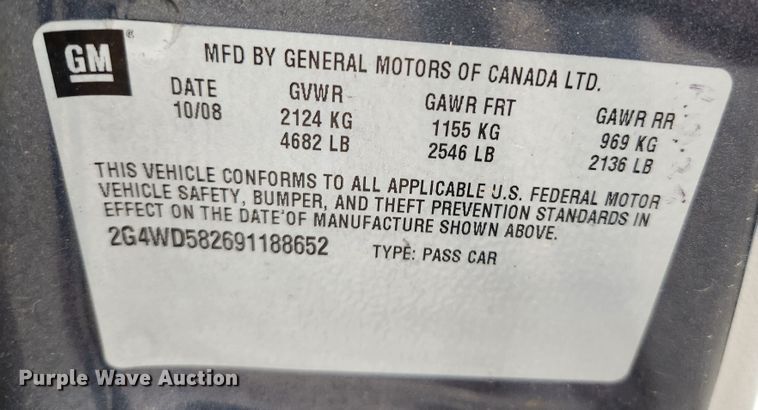 GM®
MFD BY GENERAL MOTORS OF CANADA LTD.
DATE GVWR GAWR FRT GAWR RR
10/08 2124 KG 1155 KG 969 KG
4682 LB 2546 LB 2136 LB
THIS VEHICLE CONFORMS TO ALL APPLICABLE U.S. FEDERAL MOTOR
VEHICLE SAFETY, BUMPER, AND THEFT PREVENTION STANDARDS IN
EFFECT ON THE DATE OF MANUFACTURE SHOWN ABOVE.
2G4WD582691188652 TYPE: PASS CAR
Purple Wave Auction